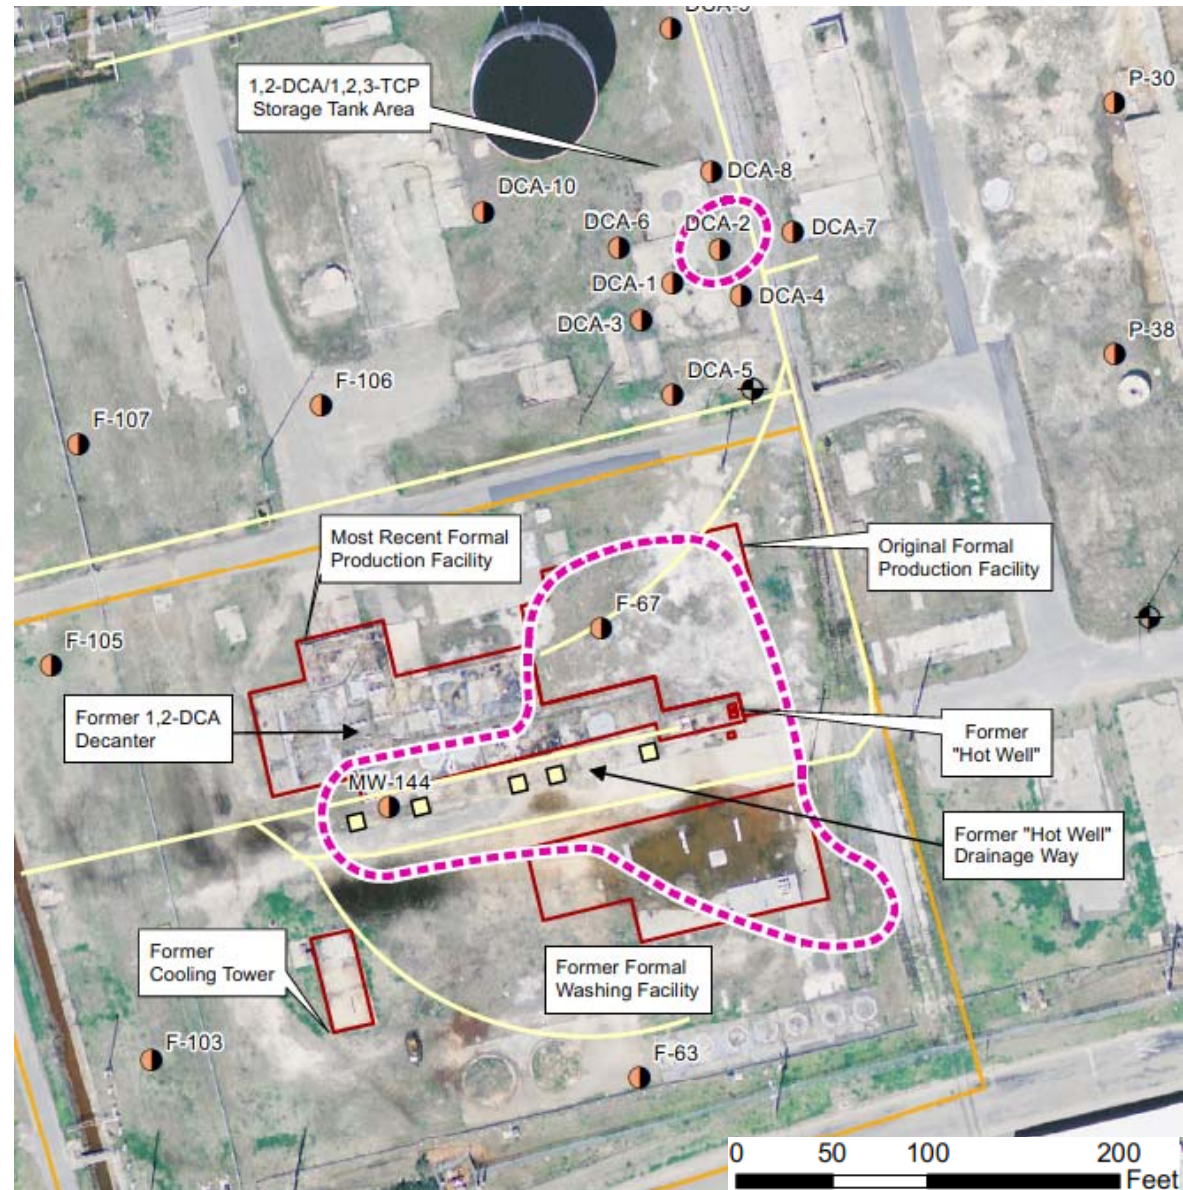 DCA-9
P-30
1,2-DCA/1,2,3-TCP
Storage Tank Area
DCA-8
DCA-10
DCA-6
DCA-2
DCA-7
DCA-1
DCA-4
DCA-3
P-38
DCA-5
F-106
F-107
Most Recent Formal
Production Facility
Original Formal
Production Facility
F-67
F-105
Former 1,2-DCA
Decanter
Former
"Hot Well"
MW-144
Former "Hot Well"
Drainage Way
Former
Cooling Tower
Former Formal
Washing Facility
F-103
F-63
0 50 100 200
Feet